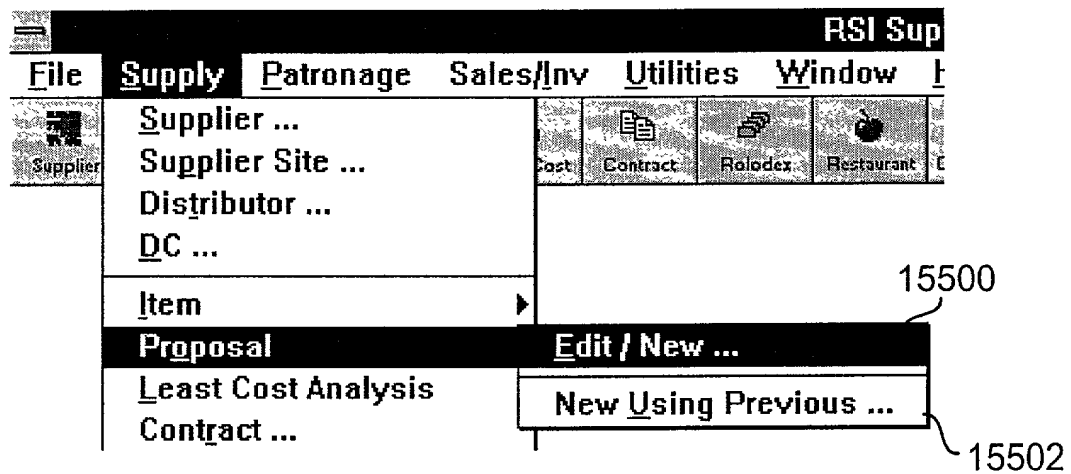 RSI Sup
File Supply Patronage Sales/Inv Utilities Window H
Supplier Cost Contract Rolodex Restaurant
Supplier ...
Supplier Site ...
Distributor ...
DC ...
15500
Item
Proposal Edit / New ...
Least Cost Analysis
New Using Previous ...
Contract ...
15502